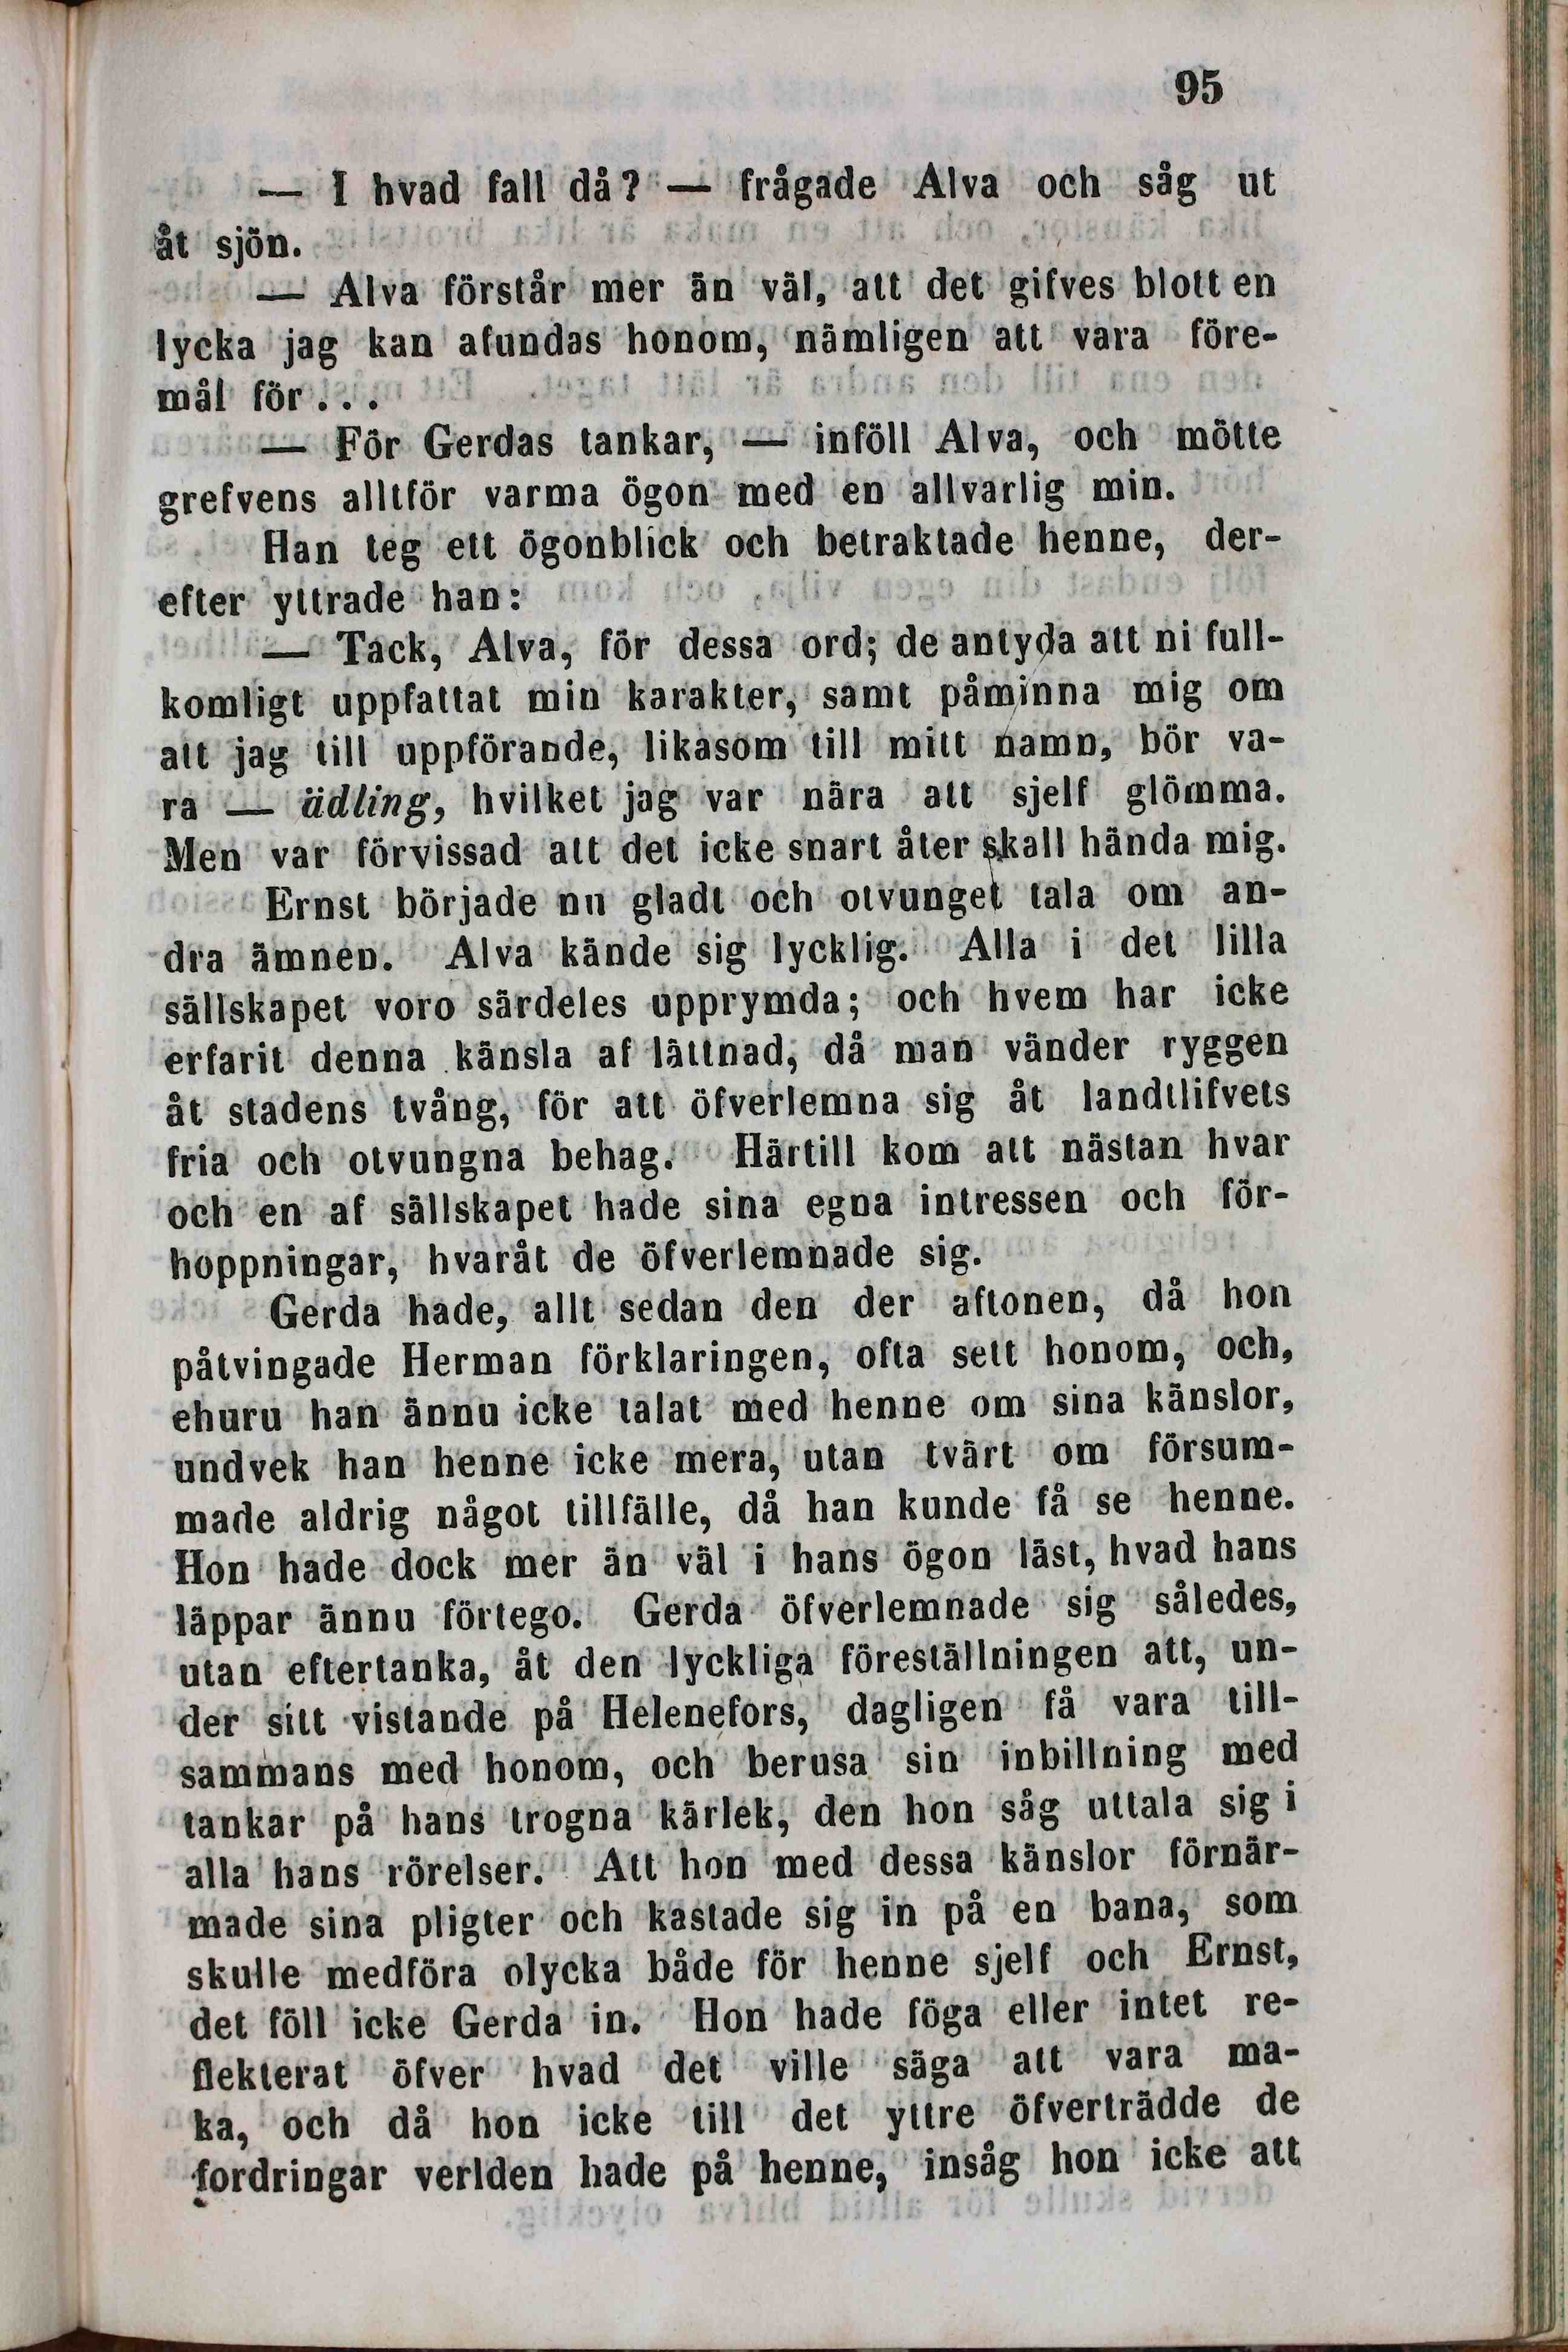 95
— I hvad fall då? — frågade Alva och såg ut
åt sjön.
— Alva förstår mer än väl, att det gifves blott en
lycka jag kan afundas honom, nämligen att vara före-
mål för...
— För Gerdas tankar, — inföll Alva, och mötte
grefvens alltför varma ögon med en allvarlig min.
Han teg ett ögonblick och betraktade henne, der-
efter yttrade han:
— Tack, Alva, för dessa ord; de antyda att ni full-
komligt uppfattat min karakter, samt påminna mig om
att jag till uppförande, likasom till mitt namn, bör va-
ra — ädling, hvilket jag var nära att sjelf glömma.
Men var förvissad att det icke snart åter skall hända mig.
Ernst började nu gladt och otvunget tala om an-
dra ämnen. Alva kände sig lycklig. Alla i det lilla
sällskapet voro särdeles upprymda; och hvem har icke
erfarit denna känsla af lättnad, då man vänder ryggen
åt stadens tvång, för att öfverlemna sig åt landtlifvets
fria och otvungna behag. Härtill kom att nästan hvar
och en af sällskapet hade sina egna intressen och för-
hoppningar, hvaråt de öfverlemnade sig.
Gerda hade, allt sedan den der aftonen, då hon
påtvingade Herman förklaringen, ofta sett honom, och,
ehuru han ännu icke talat med henne om sina känslor,
undvek han henne icke mera, utan tvärt om försum-
made aldrig något tillfälle, då han kunde få se henne.
Hon hade dock mer än väl i hans ögon läst, hvad hans
läppar ännu förtego. Gerda öfverlemnade sig således,
utan eftertanka, åt den lyckliga föreställningen att, un-
der sitt vistande på Helenefors, dagligen få vara till-
sammans med honom, och berusa sin inbillning med
tankar på hans trogna kärlek, den hon såg uttala sig i
alla hans rörelser. Att hon med dessa känslor förnär-
made sina pligter och kastade sig in på en bana, som
skulle medföra olycka både för henne sjelf och Ernst,
det föll icke Gerda in. Hon hade föga eller intet re-
flekterat öfver hvad det ville säga att vara ma-
ka, och då hon icke till det yttre öfverträdde de
fordringar verlden hade på henne, insåg hon icke att